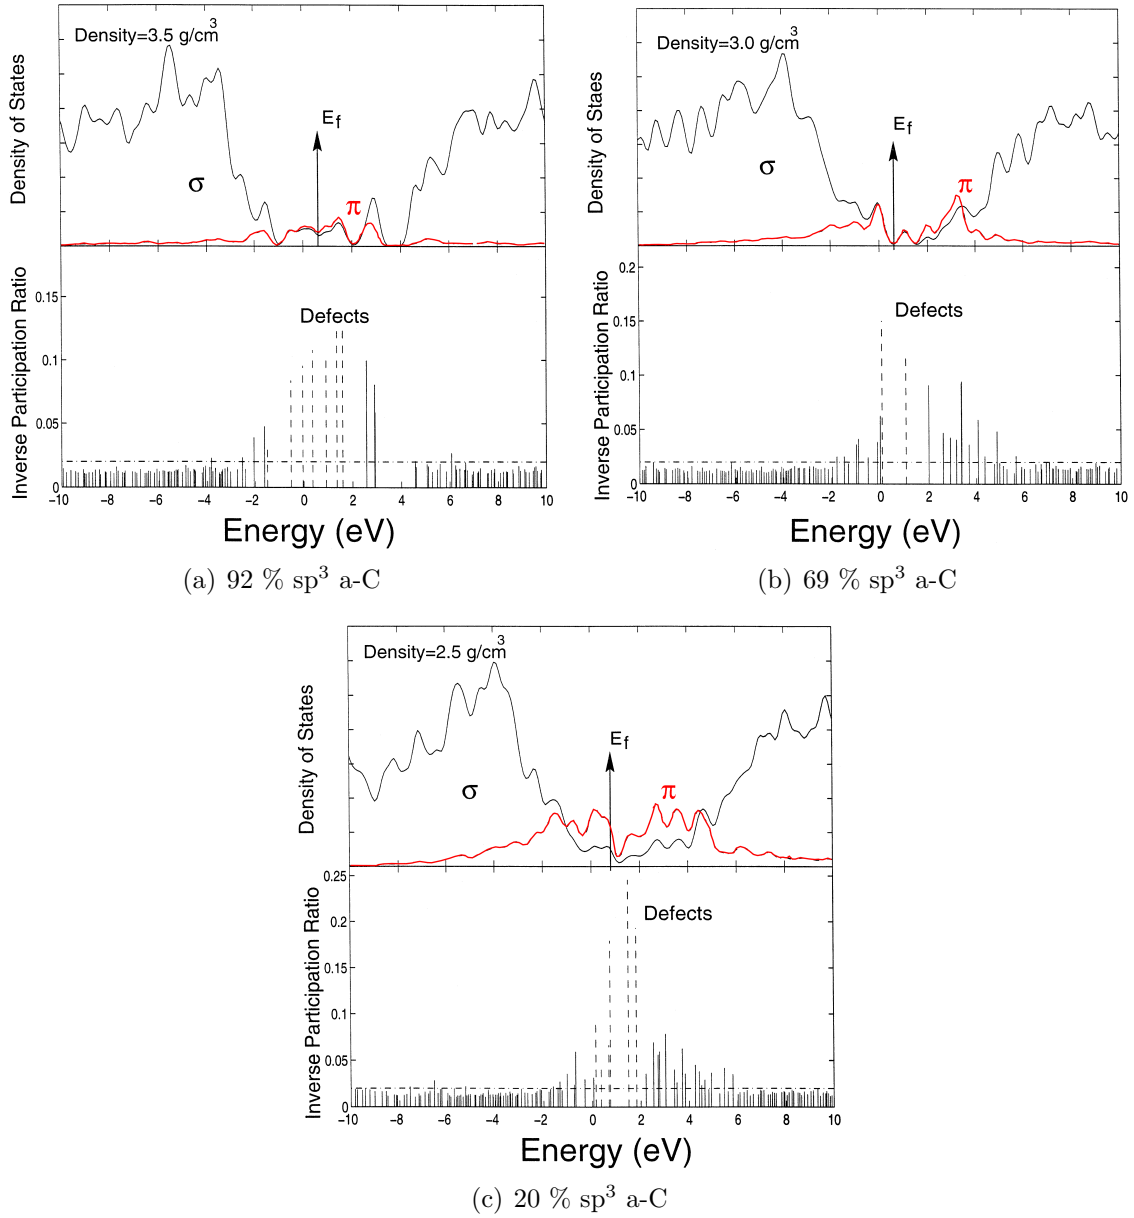 Density=3.5 g/cm³
Density of States
σ
E_f
π
Inverse Participation Ratio
Defects
0.15
0.1
0.05
0
−10 −8 −6 −4 −2 0 2 4 6 8 10
Energy (eV)
(a) 92 % sp³ a-C
Density=3.0 g/cm³
Density of Staes
σ
E_f
π
Inverse Participation Ratio
Defects
0.2
0.15
0.1
0.05
0
−10 −8 −6 −4 −2 0 2 4 6 8 10
Energy (eV)
(b) 69 % sp³ a-C
Density=2.5 g/cm³
Density of States
σ
E_f
π
Inverse Participation Ratio
Defects
0.25
0.2
0.15
0.1
0.05
0
−10 −8 −6 −4 −2 0 2 4 6 8 10
Energy (eV)
(c) 20 % sp³ a-C